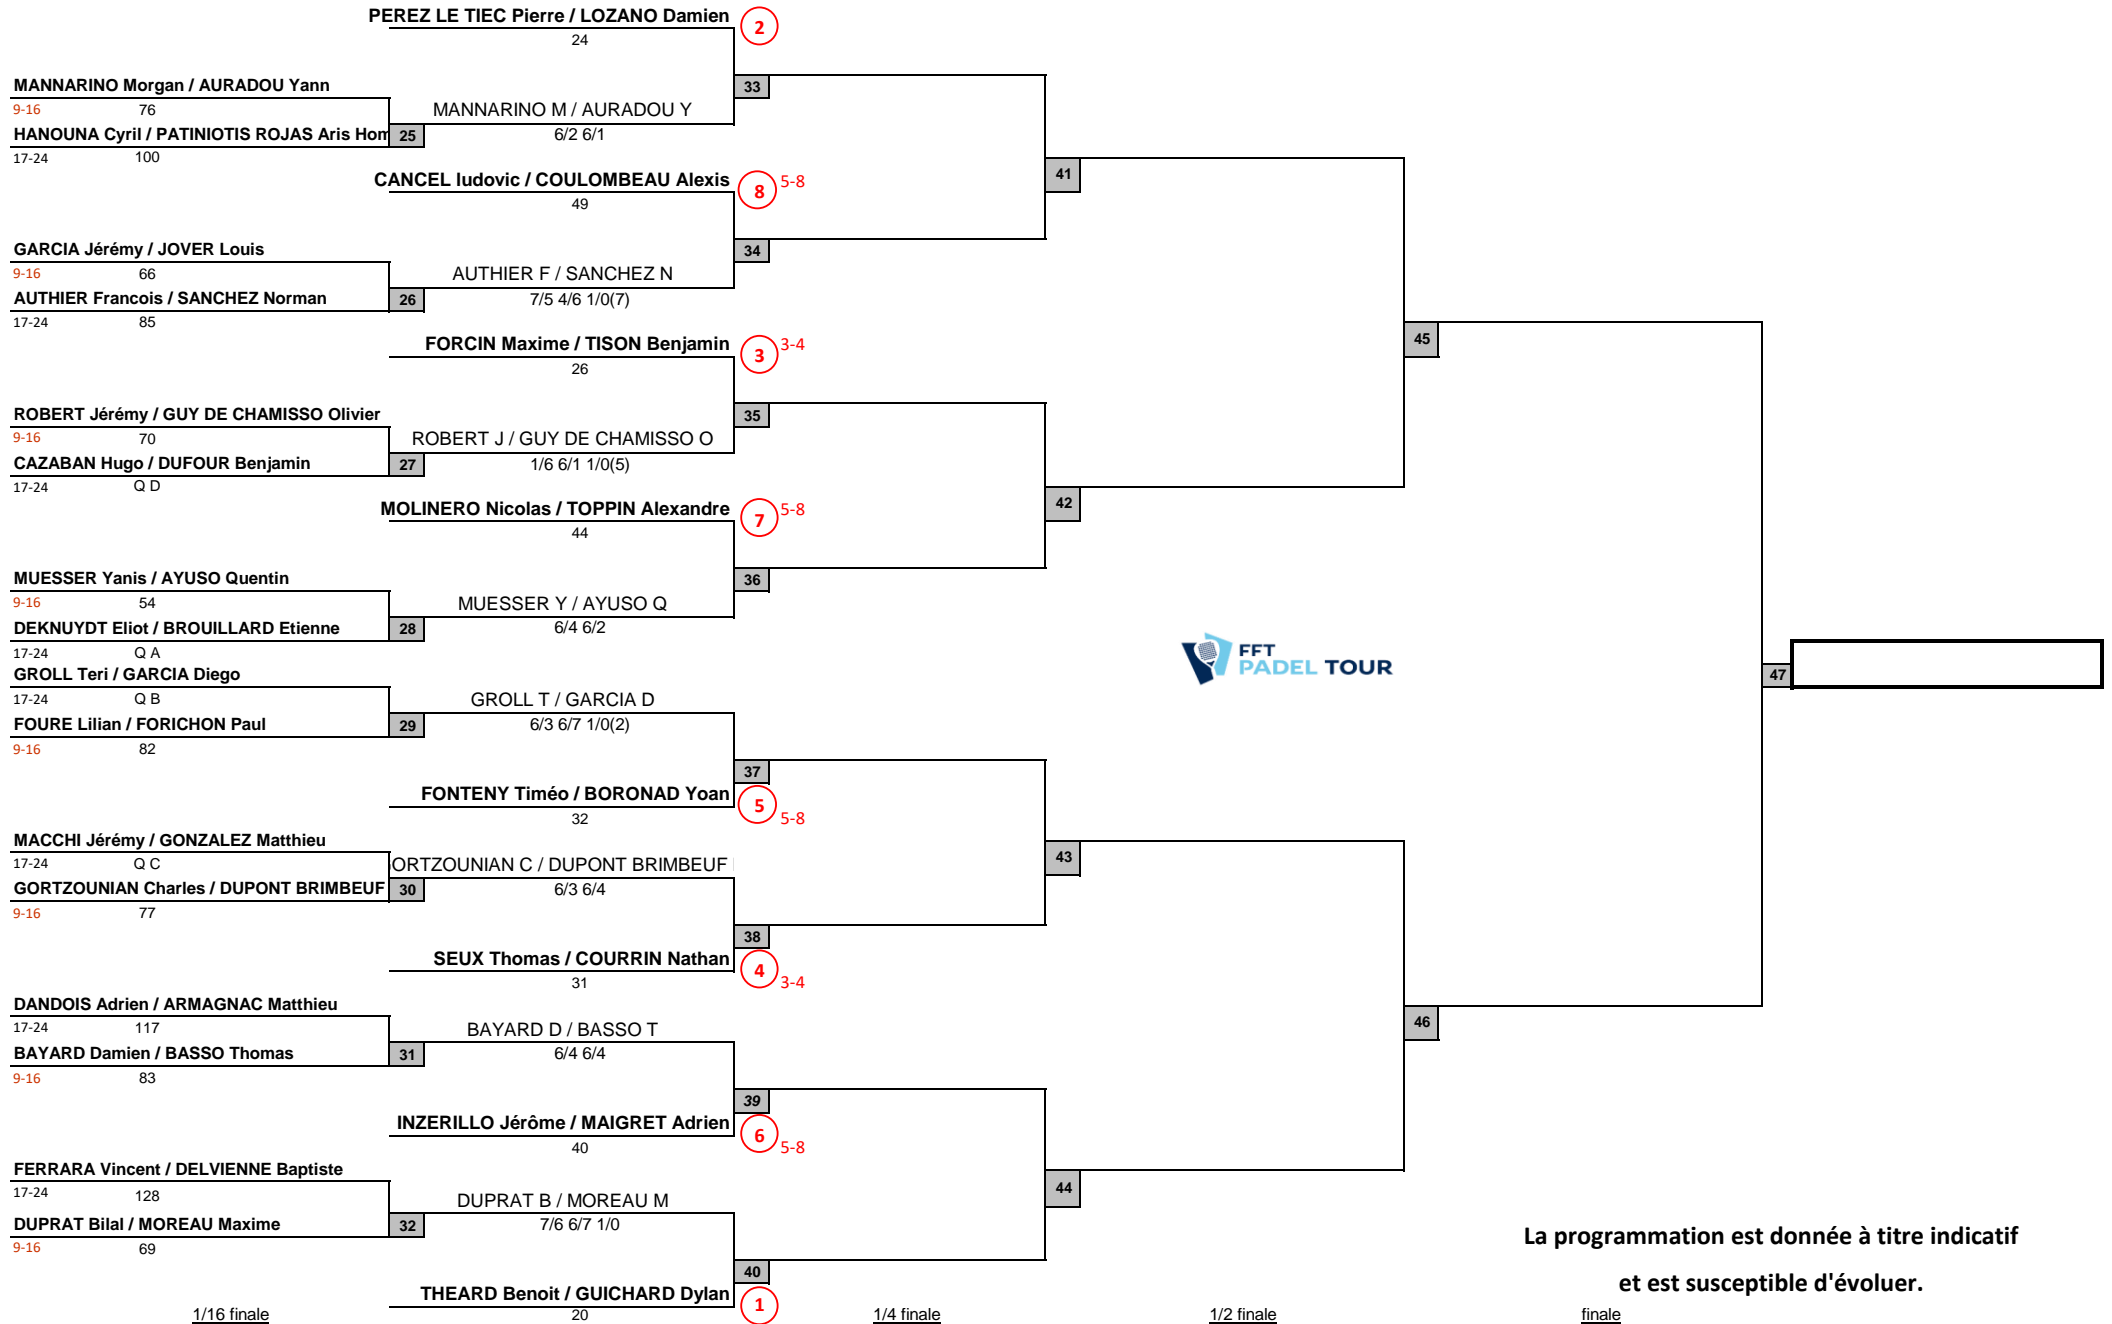 PEREZ LE TIEC Pierre / LOZANO Damien 2
24
MANNARINO Morgan / AURADOU Yann 33
9-16 76 MANNARINO M / AURADOU Y
HANOUNA Cyril / PATINIOTIS ROJAS Aris Hom 25 6/2 6/1
17-24 100
CANCEL ludovic / COULOMBEAU Alexis 8 5-8 41
49
GARCIA Jérémy / JOVER Louis 34
9-16 66 AUTHIER F / SANCHEZ N
AUTHIER Francois / SANCHEZ Norman 26 7/5 4/6 1/0(7)
17-24 85
FORCIN Maxime / TISON Benjamin 3 3-4 45
26
ROBERT Jérémy / GUY DE CHAMISSO Olivier 35
9-16 70 ROBERT J / GUY DE CHAMISSO O
CAZABAN Hugo / DUFOUR Benjamin 27 1/6 6/1 1/0(5)
17-24 Q D
MOLINERO Nicolas / TOPPIN Alexandre 7 5-8 42
44
MUESSER Yanis / AYUSO Quentin 36
9-16 54 MUESSER Y / AYUSO Q
DEKNUYDT Eliot / BROUILLARD Etienne 28 6/4 6/2
17-24 Q A
FFT
PADEL TOUR
GROLL Teri / GARCIA Diego 47
17-24 Q B GROLL T / GARCIA D
FOURE Lilian / FORICHON Paul 29 6/3 6/7 1/0(2)
9-16 82
37
FONTENY Timéo / BORONAD Yoan 5 5-8
32
MACCHI Jérémy / GONZALEZ Matthieu 43
17-24 Q C ORTZOUNIAN C / DUPONT BRIMBEUF
GORTZOUNIAN Charles / DUPONT BRIMBEUF 30 6/3 6/4
9-16 77
38
SEUX Thomas / COURRIN Nathan 4 3-4
31
DANDOIS Adrien / ARMAGNAC Matthieu 46
17-24 117 BAYARD D / BASSO T
BAYARD Damien / BASSO Thomas 31 6/4 6/4
9-16 83
39
INZERILLO Jérôme / MAIGRET Adrien 6 5-8
40
FERRARA Vincent / DELVIENNE Baptiste 44
17-24 128 DUPRAT B / MOREAU M
DUPRAT Bilal / MOREAU Maxime 32 7/6 6/7 1/0
9-16 69
La programmation est donnée à titre indicatif
40
et est susceptible d'évoluer.
THEARD Benoit / GUICHARD Dylan 1
1/16 finale 20 1/4 finale 1/2 finale finale